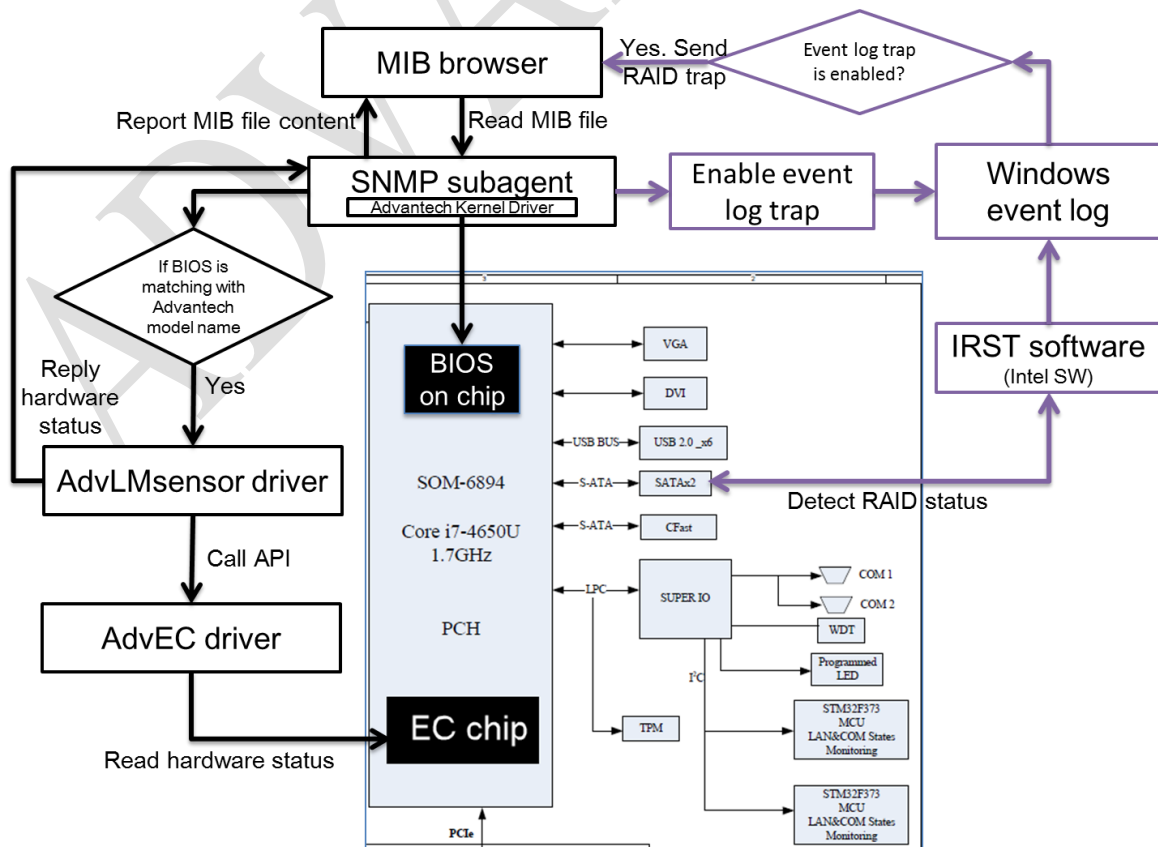 MIB browser
Yes. Send
RAID trap
Event log trap
is enabled?
Report MIB file content
Read MIB file
SNMP subagent
Advantech Kernel Driver
Enable event
log trap
Windows
event log
If BIOS is
matching with
Advantech
model name
Reply
hardware
status
Yes
AdvLMsensor driver
Call API
AdvEC driver
Read hardware status
IRST software
(Intel SW)
Detect RAID status
3
2
BIOS
on chip
SOM-6894
Core i7-4650U
1.7GHz
PCH
EC chip
VGA
DVI
USB BUS
USB 2.0 _x6
S-ATA
SATAx2
S-ATA
CFast
LPC
SUPER IO
COM 1
COM 2
WDT
I²C
Programmed
LED
TPM
STM32F373
MCU
LAN&COM States
Monitoring
STM32F373
MCU
LAN&COM States
Monitoring
PCIe